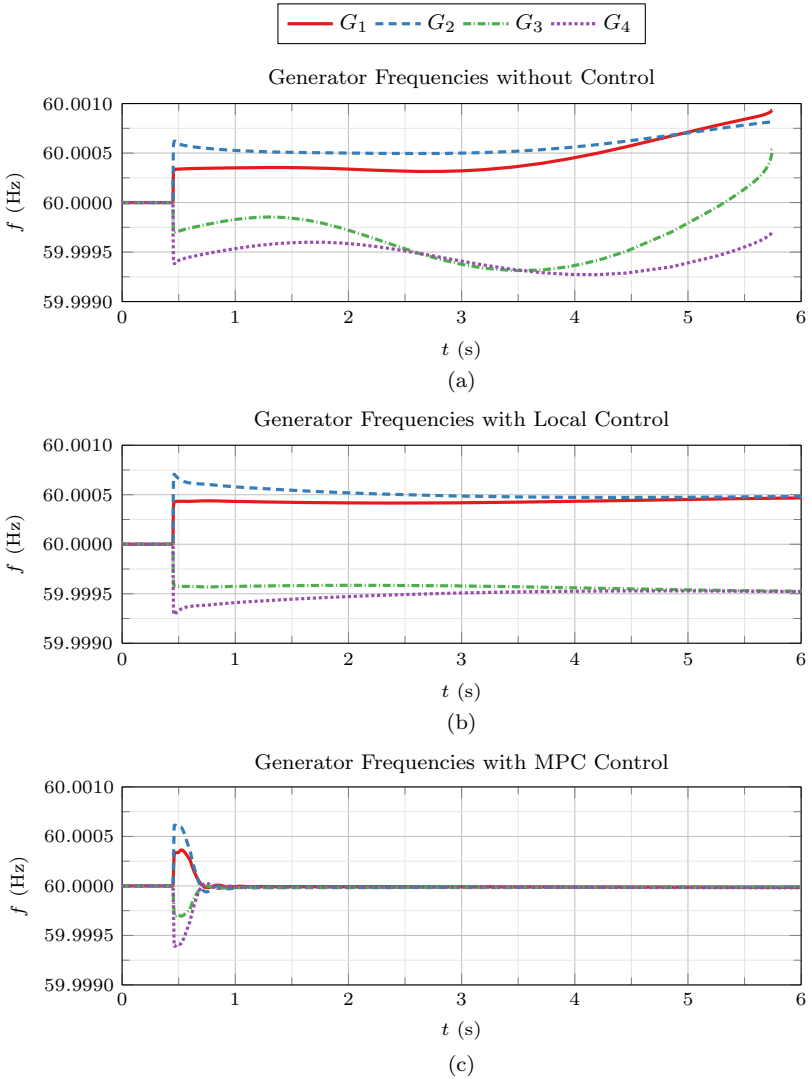 G1 G2 G3 G4
Generator Frequencies without Control
60.0010
60.0005
60.0000
59.9995
59.9990
f (Hz)
0 1 2 3 4 5 6
t (s)
(a)
Generator Frequencies with Local Control
60.0010
60.0005
60.0000
59.9995
59.9990
f (Hz)
0 1 2 3 4 5 6
t (s)
(b)
Generator Frequencies with MPC Control
60.0010
60.0005
60.0000
59.9995
59.9990
f (Hz)
0 1 2 3 4 5 6
t (s)
(c)